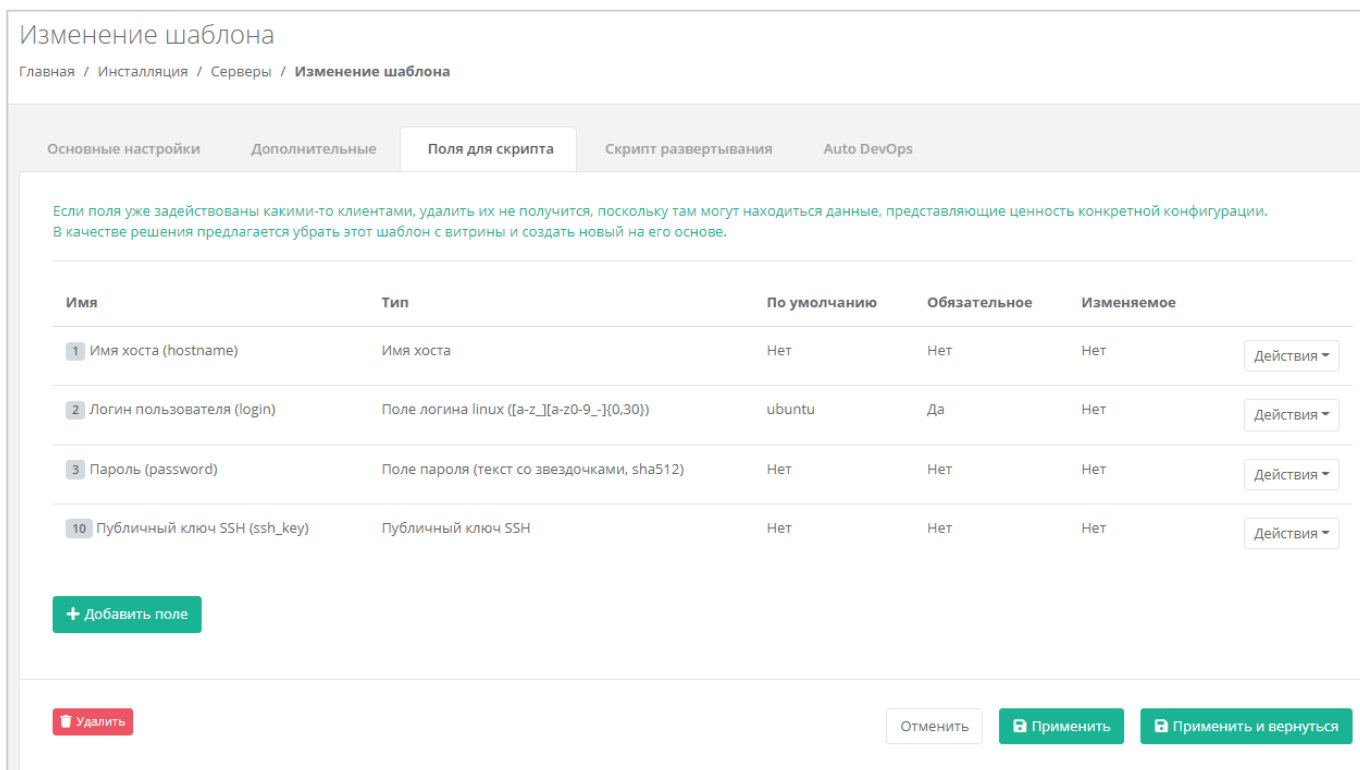 Изменение шаблона
Главная / Инсталляция / Серверы / Изменение шаблона
Основные настройки Дополнительные Поля для скрипта Скрипт развертывания Auto DevOps
Если поля уже задействованы какими-то клиентами, удалить их не получится, поскольку там могут находиться данные, представляющие ценность конкретной конфигурации.
В качестве решения предлагается убрать этот шаблон с витрины и создать новый на его основе.
Имя Тип По умолчанию Обязательное Изменяемое
1 Имя хоста (hostname) Имя хоста Нет Нет Нет Действия
2 Логин пользователя (login) Поле логина linux ([a-z_][a-z0-9_-]{0,30}) ubuntu Да Нет Действия
3 Пароль (password) Поле пароля (текст со звездочками, sha512) Нет Нет Нет Действия
10 Публичный ключ SSH (ssh_key) Публичный ключ SSH Нет Нет Нет Действия
+ Добавить поле
Удалить Отменить Применить Применить и вернуться